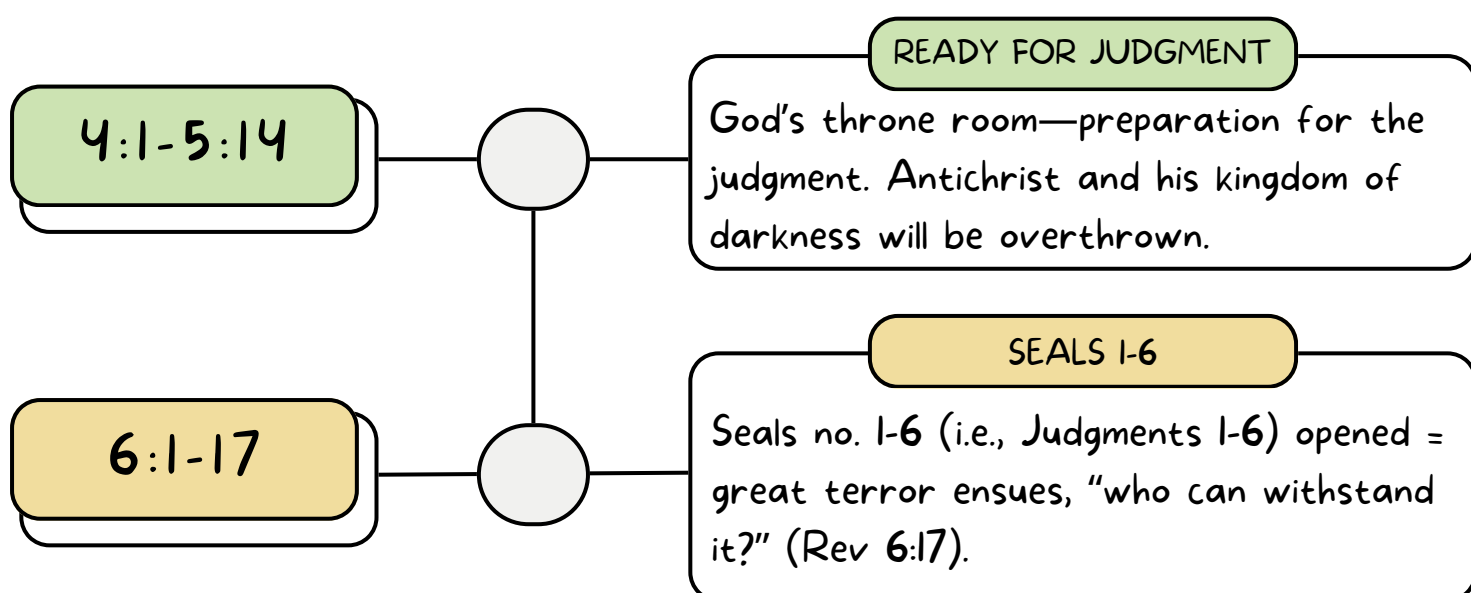 4:1-5:14
READY FOR JUDGMENT
God's throne room—preparation for the
judgment. Antichrist and his kingdom of
darkness will be overthrown.
6:1-17
SEALS 1-6
Seals no. 1-6 (i.e., Judgments 1-6) opened =
great terror ensues, “who can withstand
it?” (Rev 6:17).